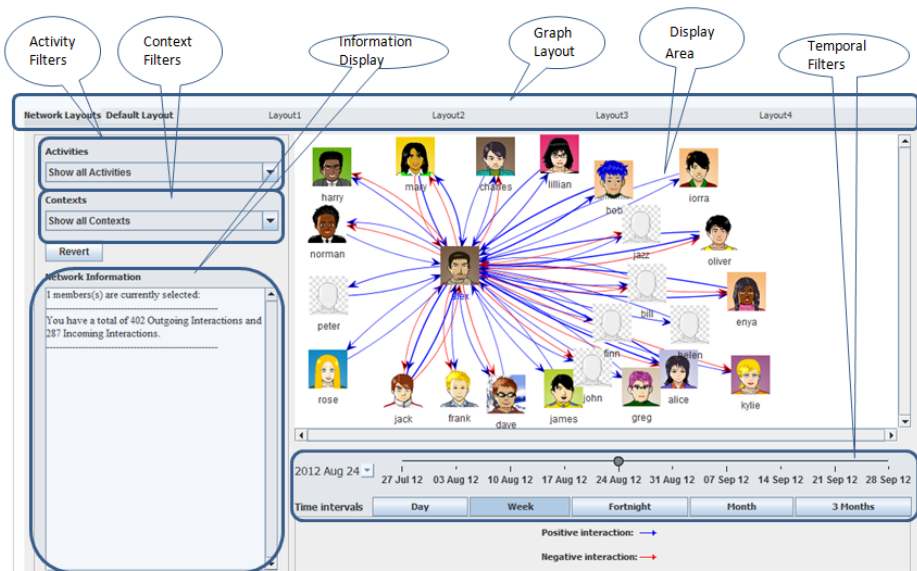 Activity
Filters
Context
Filters
Information
Display
Graph
Layout
Display
Area
Temporal
Filters
Network Layouts Default Layout Layout1 Layout2 Layout3 Layout4
Activities
Show all Activities
Contexts
Show all Contexts
Revert
Network Information
1 members(s) are currently selected:
You have a total of 402 Outgoing Interactions and
287 Incoming Interactions.
harry
mary
charles
lillian
bob
iorra
norman
alex
jazz
oliver
peter
bill
enya
finn
helen
rose
jack
frank
dave
james
john
greg
alice
kylie
2012 Aug 24
27 Jul 12 03 Aug 12 10 Aug 12 17 Aug 12 24 Aug 12 31 Aug 12 07 Sep 12 14 Sep 12 21 Sep 12 28 Sep 12
Time intervals Day Week Fortnight Month 3 Months
Positive interaction:
Negative interaction: